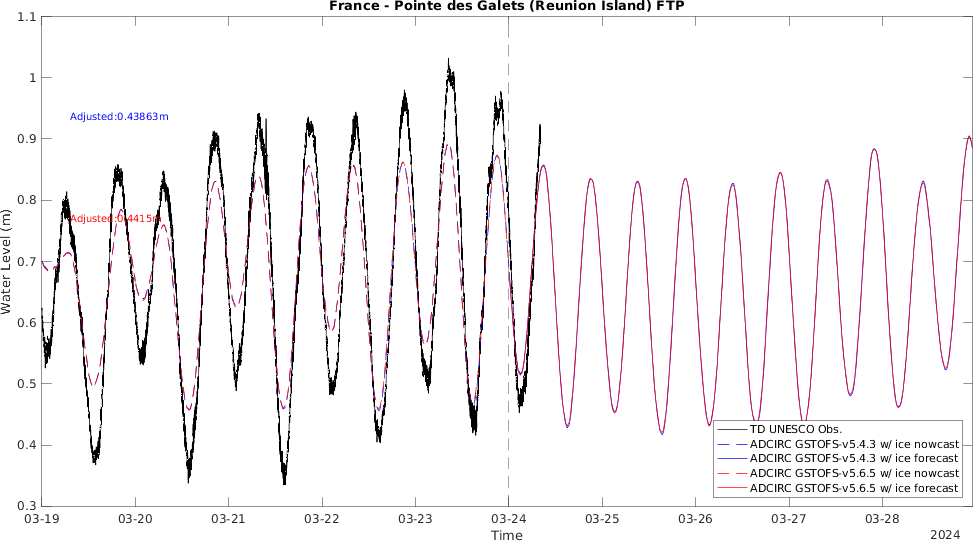 France - Pointe des Galets (Reunion Island) FTP
Water Level (m)
1.1
1
0.9
0.8
0.7
0.6
0.5
0.4
0.3
Adjusted:0.43863m
Adjusted:0.4415m
TD UNESCO Obs.
ADCIRC GSTOFS-v5.4.3 w/ ice nowcast
ADCIRC GSTOFS-v5.4.3 w/ ice forecast
ADCIRC GSTOFS-v5.6.5 w/ ice nowcast
ADCIRC GSTOFS-v5.6.5 w/ ice forecast
03-19 03-20 03-21 03-22 03-23 03-24 03-25 03-26 03-27 03-28
Time
2024